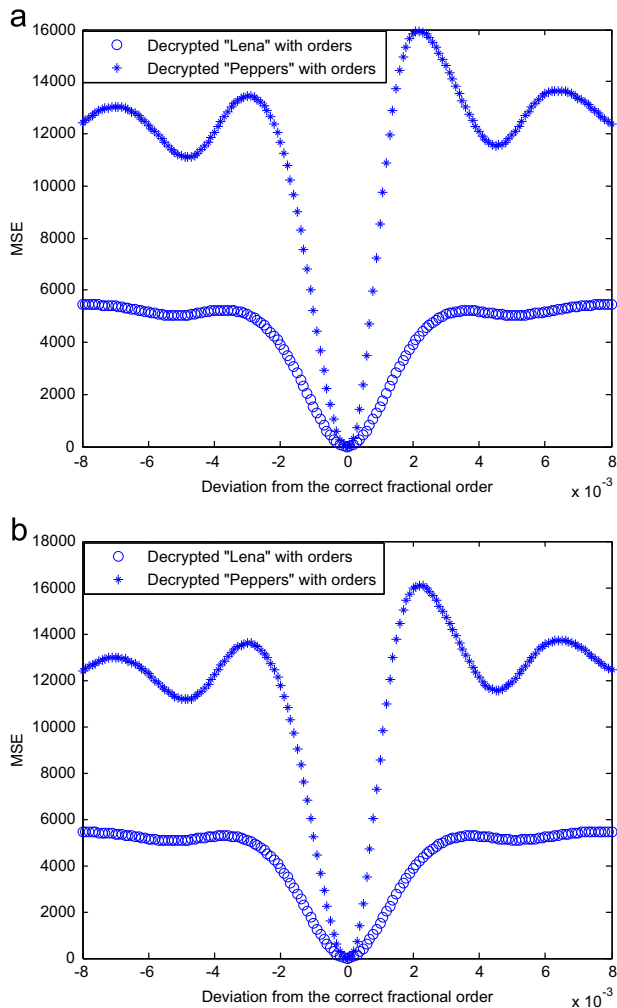 a
16000
Decrypted "Lena" with orders
Decrypted "Peppers" with orders
14000
12000
10000
MSE
8000
6000
4000
2000
0
-8 -6 -4 -2 0 2 4 6 8
Deviation from the correct fractional order
x 10-3
b
18000
Decrypted "Lena" with orders
Decrypted "Peppers" with orders
16000
14000
12000
10000
MSE
8000
6000
4000
2000
0
-8 -6 -4 -2 0 2 4 6 8
Deviation from the correct fractional order
x 10-3